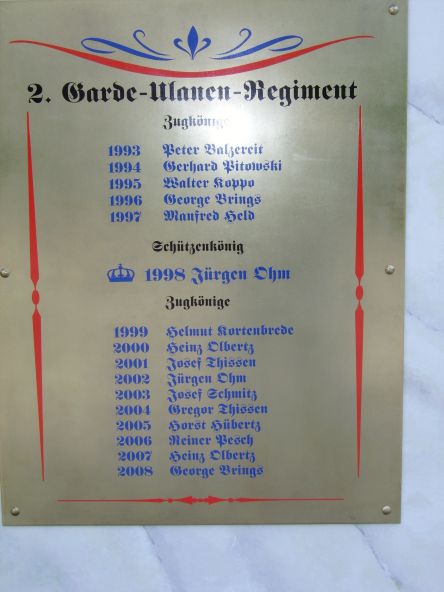 2. Garde-Ulanen-Regiment
Zugkönige
1993 Peter Balzereit
1994 Gerhard Pitowski
1995 Walter Koppo
1996 George Brings
1997 Manfred Held
Schützenkönig
1998 Jürgen Ohm
Zugkönige
1999 Helmut Kortenbrede
2000 Heinz Olbertz
2001 Josef Thissen
2002 Jürgen Ohm
2003 Josef Schmitz
2004 Gregor Thissen
2005 Horst Hübertz
2006 Reiner Pesch
2007 Heinz Olbertz
2008 George Brings